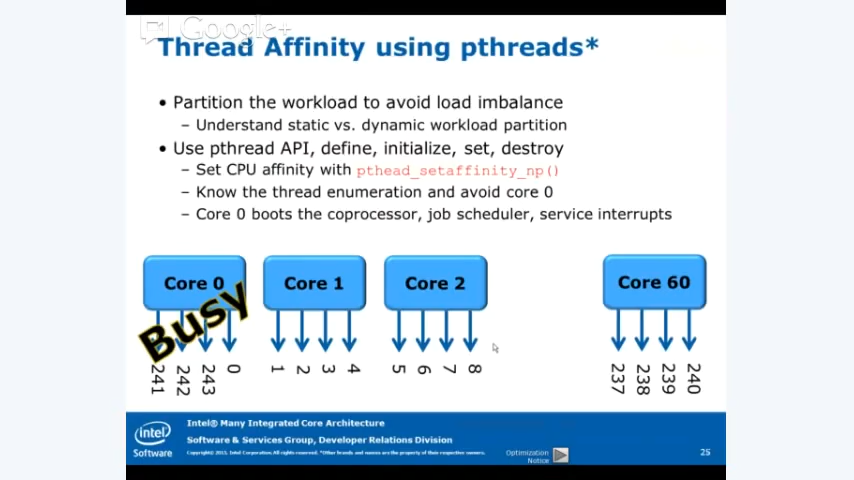 Google+
Thread Affinity using pthreads*
• Partition the workload to avoid load imbalance
– Understand static vs. dynamic workload partition
• Use pthread API, define, initialize, set, destroy
– Set CPU affinity with pthead_setaffinity_np()
– Know the thread enumeration and avoid core 0
– Core 0 boots the coprocessor, job scheduler, service interrupts
Core 0 Core 1 Core 2 Core 60
Busy
241 242 243 0 1 2 3 4 5 6 7 8 237 238 239 240
Intel® Many Integrated Core Architecture
Software & Services Group, Developer Relations Division
Copyright© 2013. Intel Corporation. All rights reserved. *Other brands and names are the property of their respective owners.
intel
Software
Optimization
Notice
25